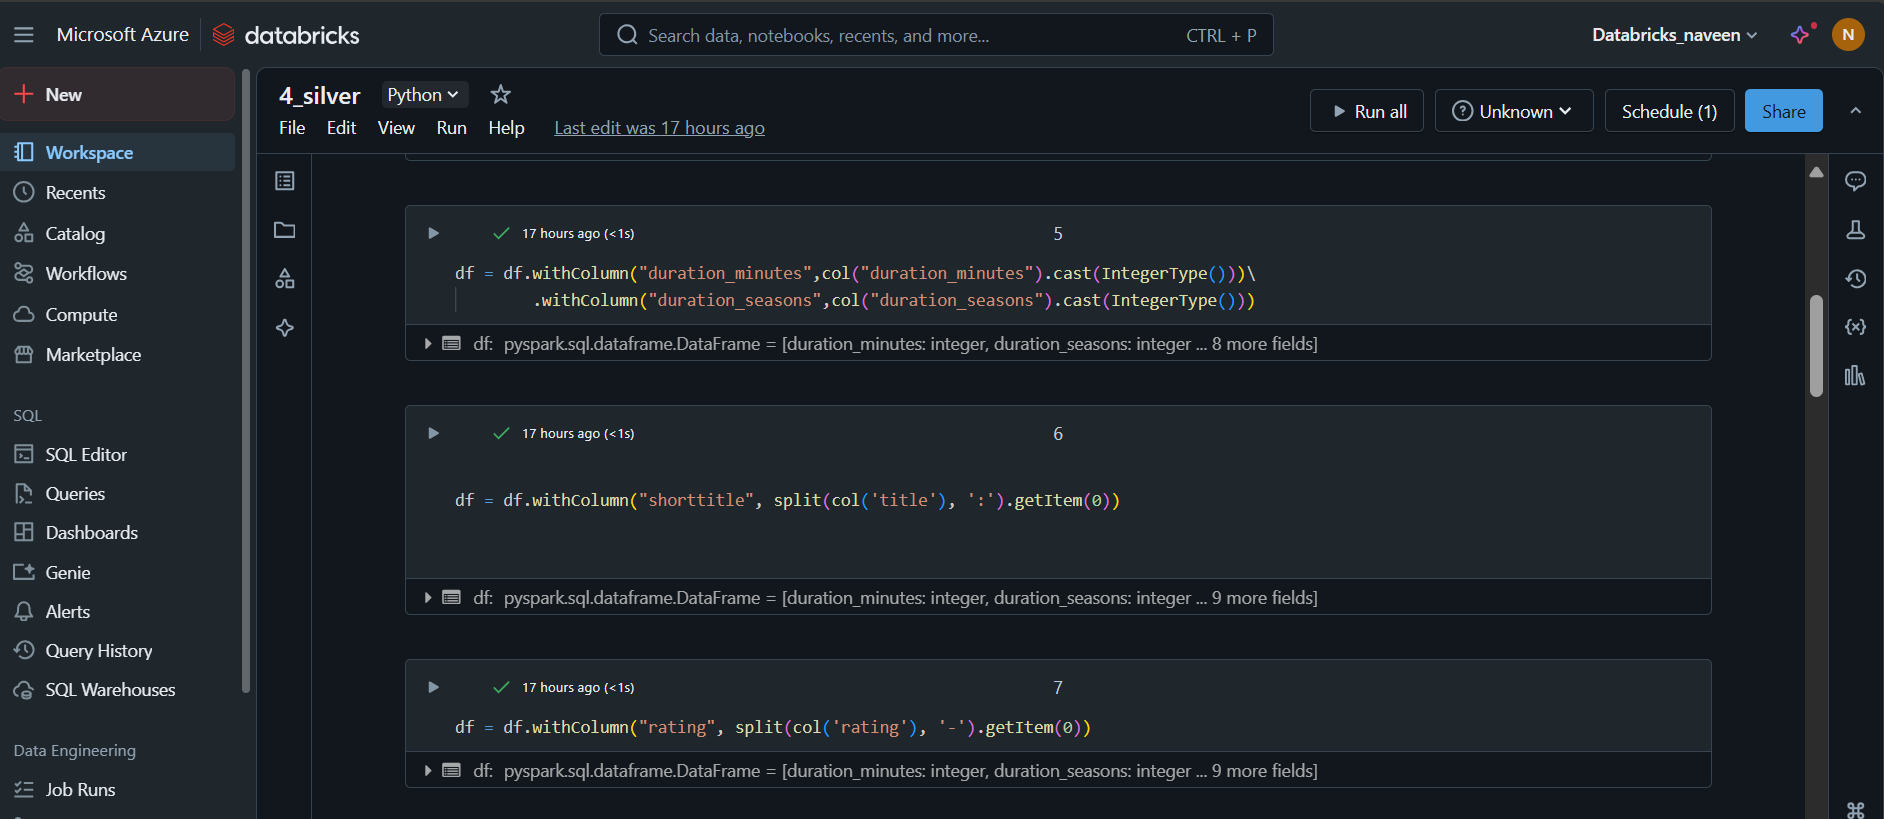 Microsoft Azure
databricks
Search data, notebooks, recents, and more...
CTRL + P
Databricks_naveen
N
New
Workspace
Recents
Catalog
Workflows
Compute
Marketplace
SQL
SQL Editor
Queries
Dashboards
Genie
Alerts
Query History
SQL Warehouses
Data Engineering
Job Runs
4_silver
Python
File Edit View Run Help Last edit was 17 hours ago
Run all
Unknown
Schedule (1)
Share
17 hours ago (<1s)
5
df = df.withColumn("duration_minutes",col("duration_minutes").cast(IntegerType()))\
.withColumn("duration_seasons",col("duration_seasons").cast(IntegerType()))
df: pyspark.sql.dataframe.DataFrame = [duration_minutes: integer, duration_seasons: integer ... 8 more fields]
17 hours ago (<1s)
6
df = df.withColumn("shorttitle", split(col('title'), ':').getItem(0))
df: pyspark.sql.dataframe.DataFrame = [duration_minutes: integer, duration_seasons: integer ... 9 more fields]
17 hours ago (<1s)
7
df = df.withColumn("rating", split(col('rating'), '-').getItem(0))
df: pyspark.sql.dataframe.DataFrame = [duration_minutes: integer, duration_seasons: integer ... 9 more fields]